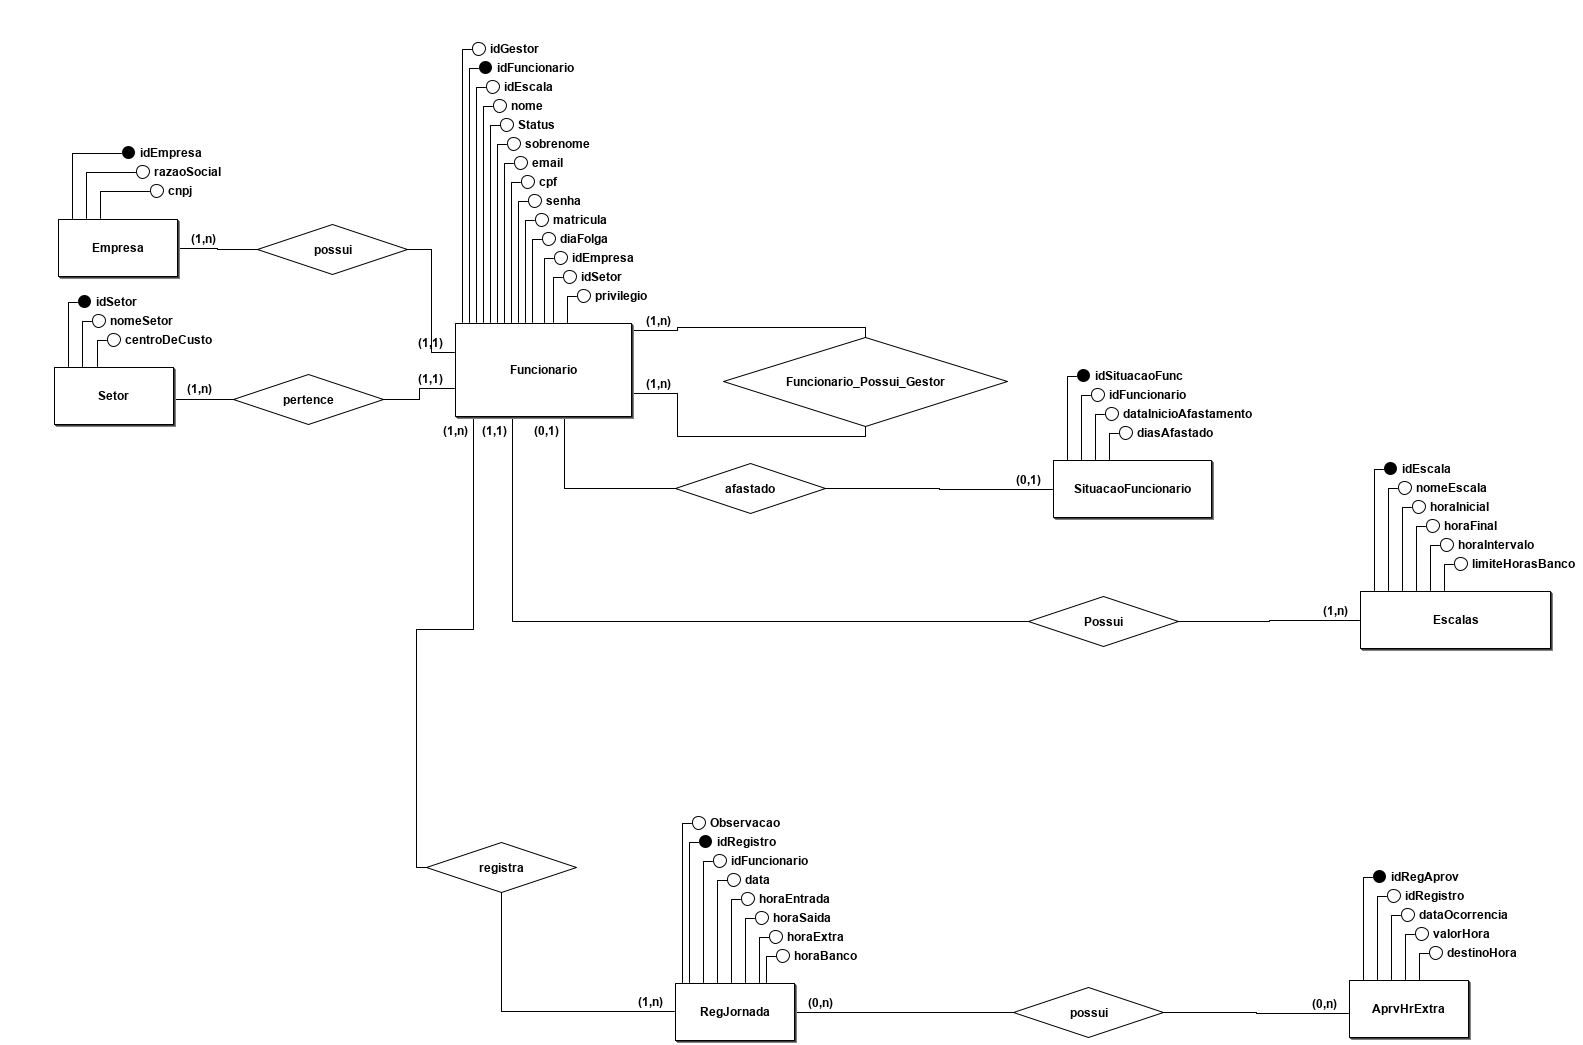 idGestor
idFuncionario
idEscala
nome
Status
sobrenome
email
cpf
senha
matricula
diaFolga
idEmpresa
idSetor
privilegio
idEmpresa
razaoSocial
cnpj
Empresa
(1,n)
possui
(1,1)
idSetor
nomeSetor
centroDeCusto
Setor
(1,n)
pertence
(1,1)
Funcionario
(1,n)
(1,n)
Funcionario_Possui_Gestor
(1,n)
(1,1)
(0,1)
afastado
(0,1)
idSituacaoFunc
idFuncionario
dataInicioAfastamento
diasAfastado
SituacaoFuncionario
idEscala
nomeEscala
horaInicial
horaFinal
horaIntervalo
limiteHorasBanco
Possui
(1,n)
Escalas
registra
Observacao
idRegistro
idFuncionario
data
horaEntrada
horaSaida
horaExtra
horaBanco
(1,n)
RegJornada
(0,n)
possui
(0,n)
idRegAprov
idRegistro
dataOcorrencia
valorHora
destinoHora
AprvHrExtra